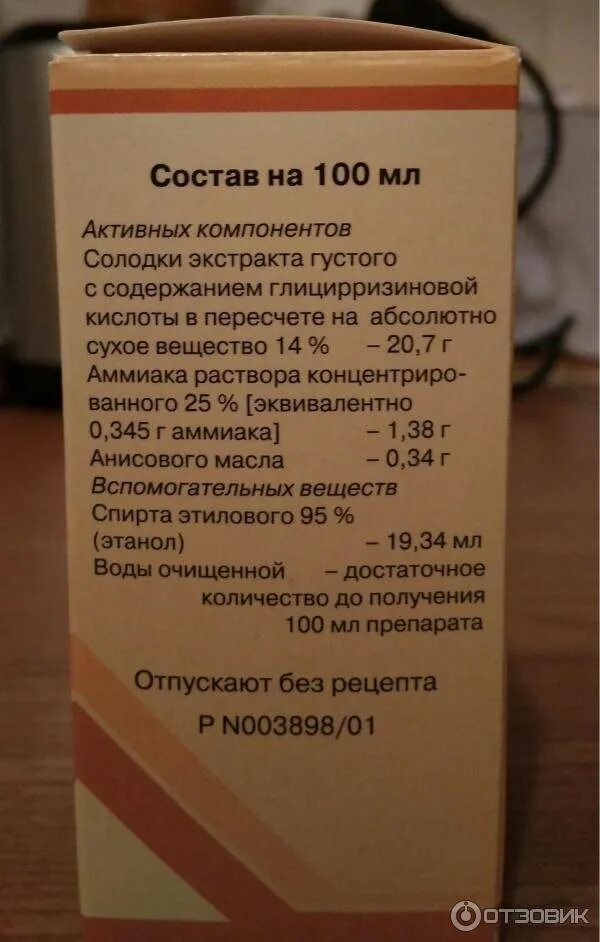 Состав на 100 мл
Активных компонентов
Солодки экстракта густого
с содержанием глицирризиновой
кислоты в пересчете на абсолютно
сухое вещество 14 % – 20,7 г
Аммиака раствора концентриро-
ванного 25 % [эквивалентно
0,345 г аммиака] – 1,38 г
Анисового масла – 0,34 г
Вспомогательных веществ
Спирта этилового 95 %
(этанол) – 19,34 мл
Воды очищенной – достаточное
количество до получения
100 мл препарата
Отпускают без рецепта
Р N003898/01
ОТЗОВИК